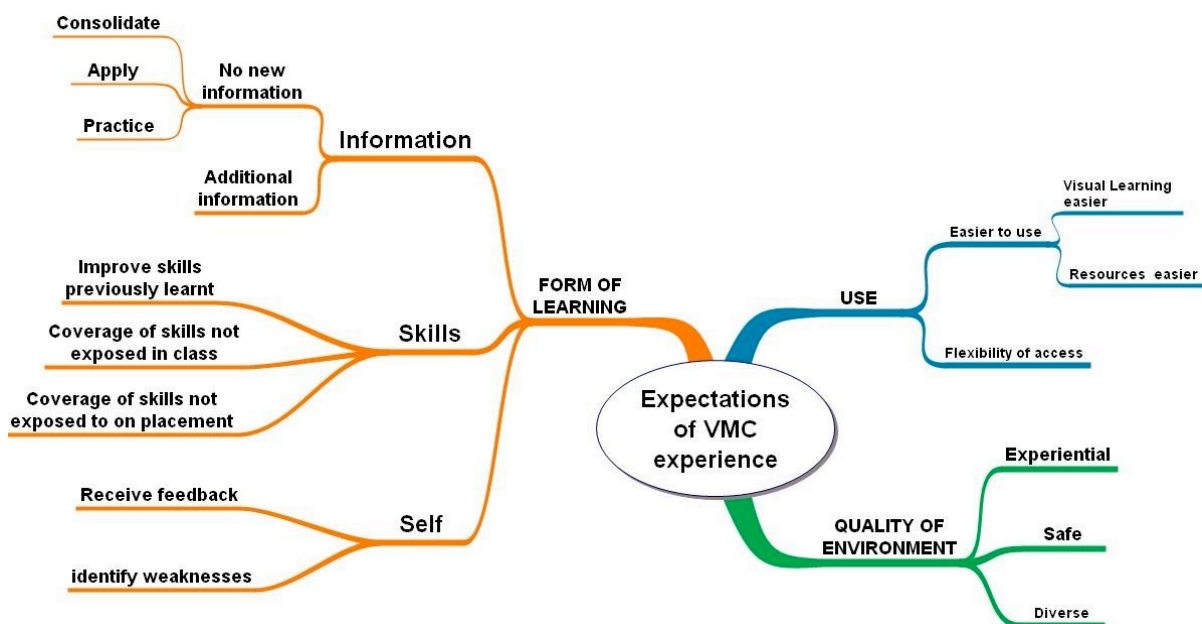 Consolidate
Apply
Practice
No new
information
Additional
information
Information
Improve skills
previously learnt
Coverage of skills not
exposed in class
Coverage of skills not
exposed to on placement
Skills
Receive feedback
identify weaknesses
Self
FORM OF
LEARNING
Expectations
of VMC
experience
USE
Easier to use
Visual Learning
easier
Resources easier
Flexibility of access
QUALITY OF
ENVIRONMENT
Experiential
Safe
Diverse